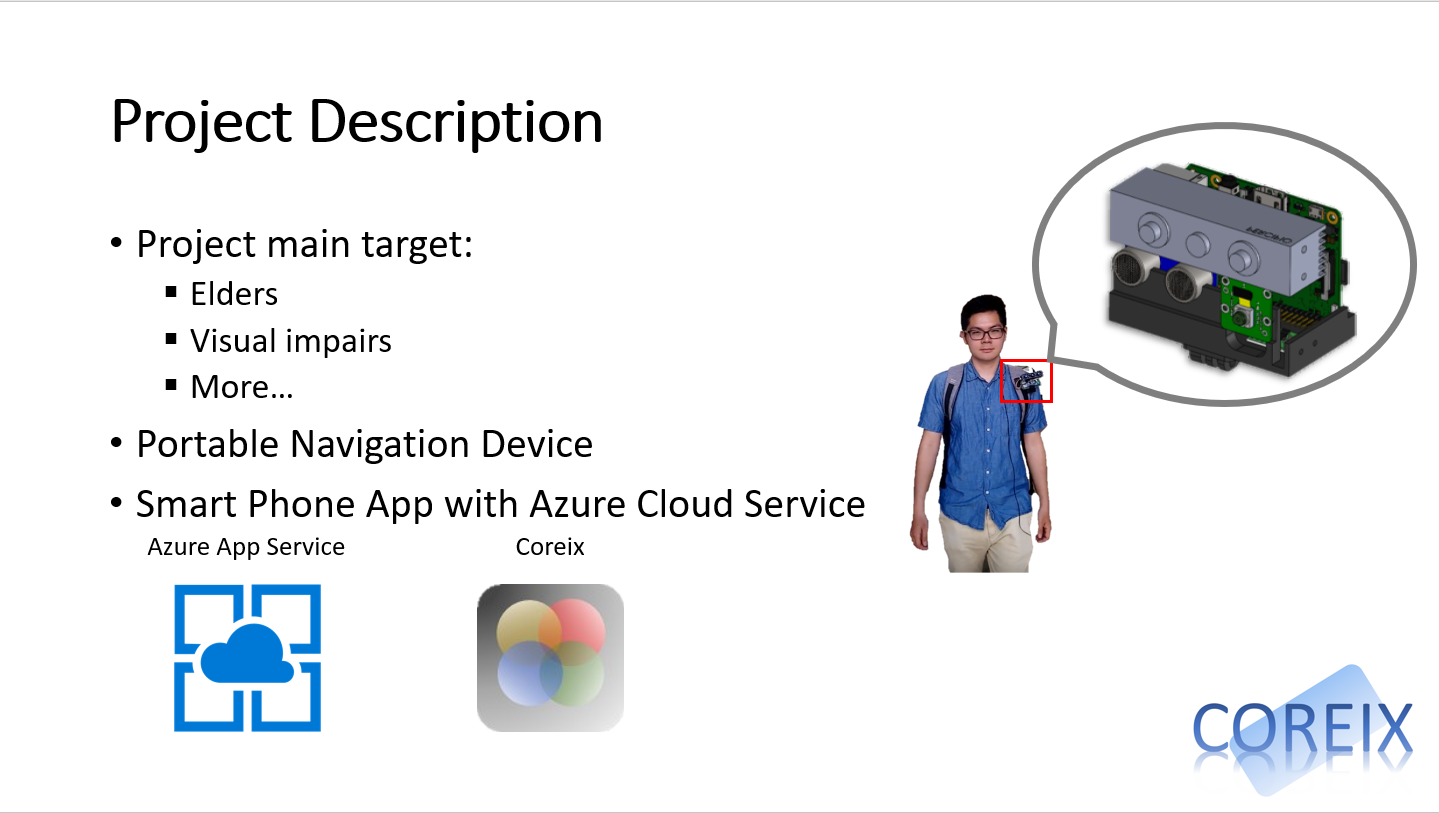 Project Description
• Project main target:
▪ Elders
▪ Visual impairs
▪ More…
• Portable Navigation Device
• Smart Phone App with Azure Cloud Service
Azure App Service
Coreix
COREIX